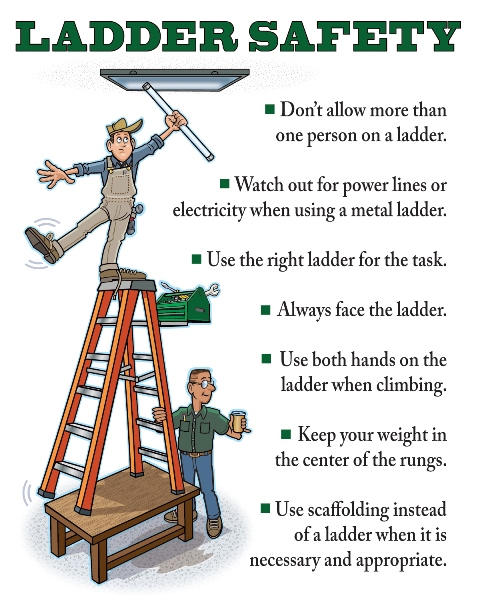 LADDER SAFETY
■ Don't allow more than
one person on a ladder.
■ Watch out for power lines or
electricity when using a metal ladder.
■ Use the right ladder for the task.
■ Always face the ladder.
■ Use both hands on the
ladder when climbing.
■ Keep your weight in
the center of the rungs.
■ Use scaffolding instead
of a ladder when it is
necessary and appropriate.